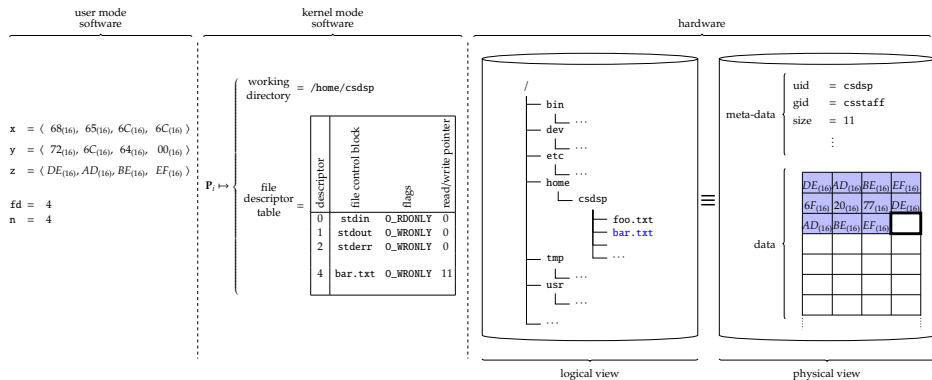 user mode
software
kernel mode
software
hardware
x = ⟨ 68(16), 65(16), 6C(16), 6C(16) ⟩
y = ⟨ 72(16), 6C(16), 64(16), 00(16) ⟩
z = ⟨ DE(16), AD(16), BE(16), EF(16) ⟩
fd = 4
n = 4
Pi ↦
working
directory = /home/csdsp
file
descriptor =
table
descriptor file control block flags read/write pointer
0 stdin O_RDONLY 0
1 stdout O_WRONLY 0
2 stderr O_WRONLY 0
4 bar.txt O_WRONLY 11
/
bin
...
dev
...
etc
...
home
csdsp
foo.txt
bar.txt
...
tmp
...
usr
...
...
logical view
≡
meta-data
uid = csdsp
gid = csstaff
size = 11
⋮
data
DE(16) AD(16) BE(16) EF(16)
6F(16) 20(16) 77(16) DE(16)
AD(16) BE(16) EF(16)
physical view